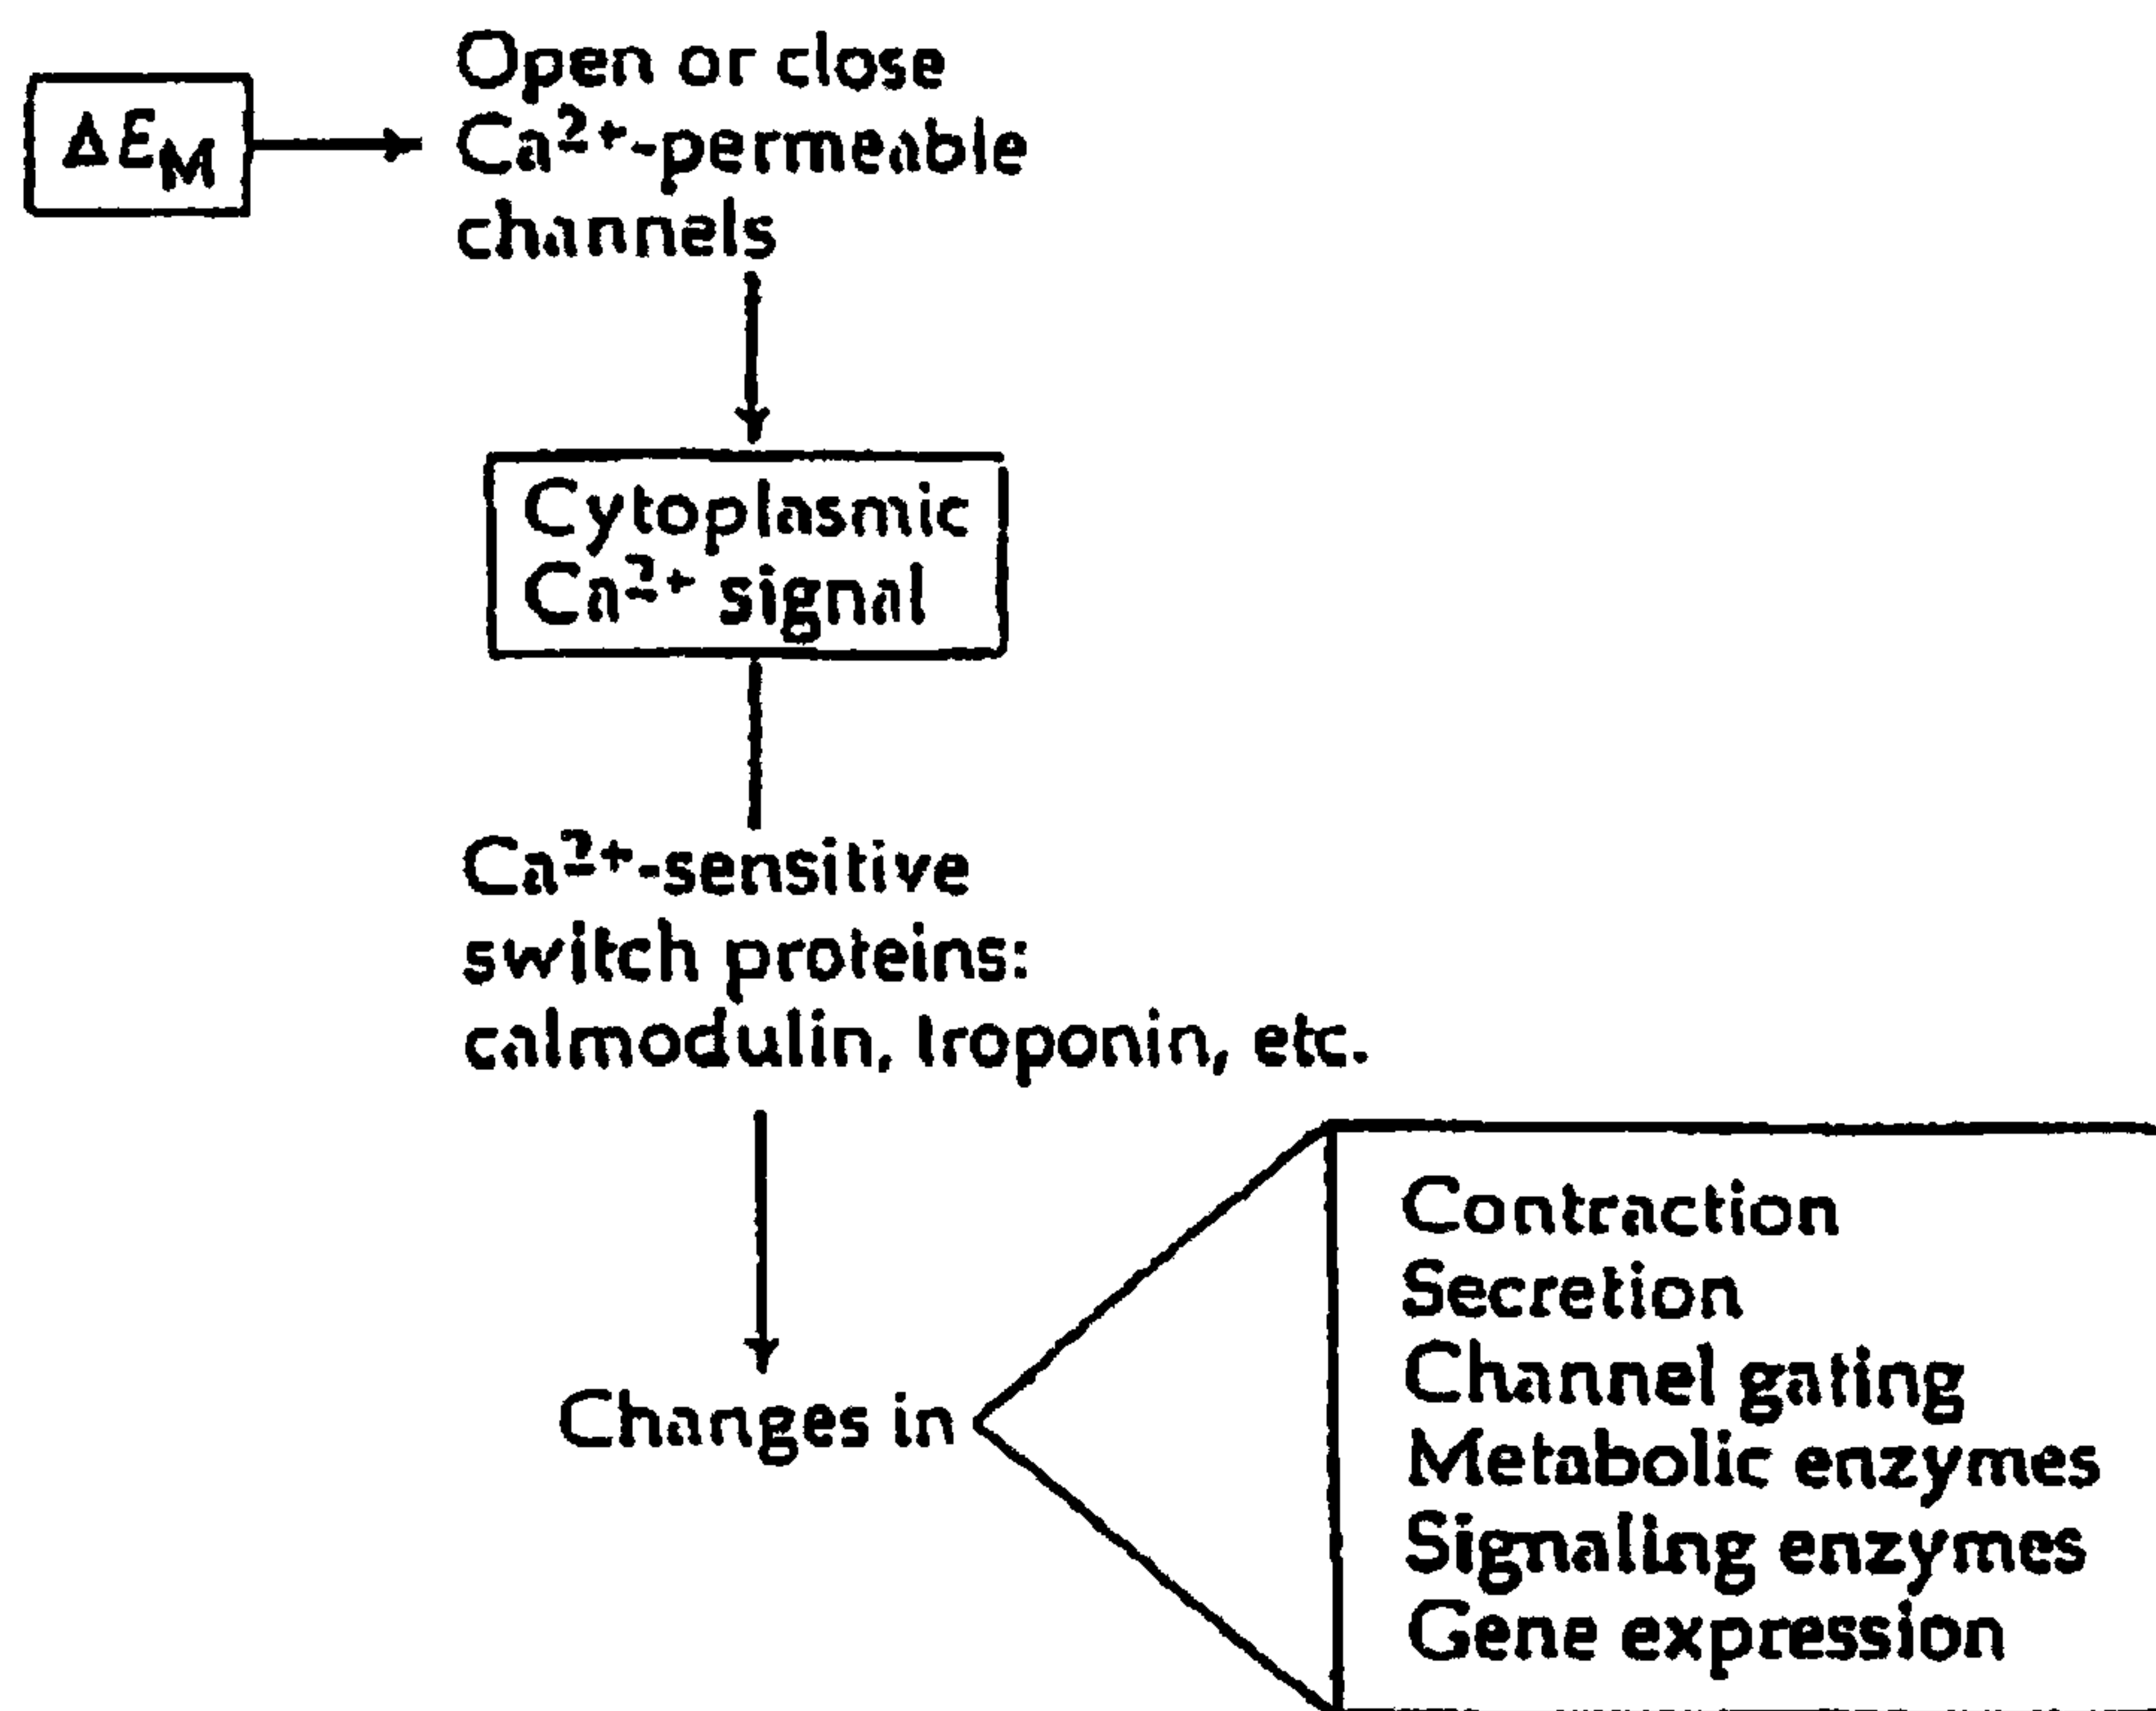 ΔEM
Open or close
Ca²⁺-permeable
channels
Cytoplasmic
Ca²⁺ signal
Ca²⁺-sensitive
switch proteins:
calmodulin, troponin, etc.
Changes in
Contraction
Secretion
Channel gating
Metabolic enzymes
Signaling enzymes
Gene expression